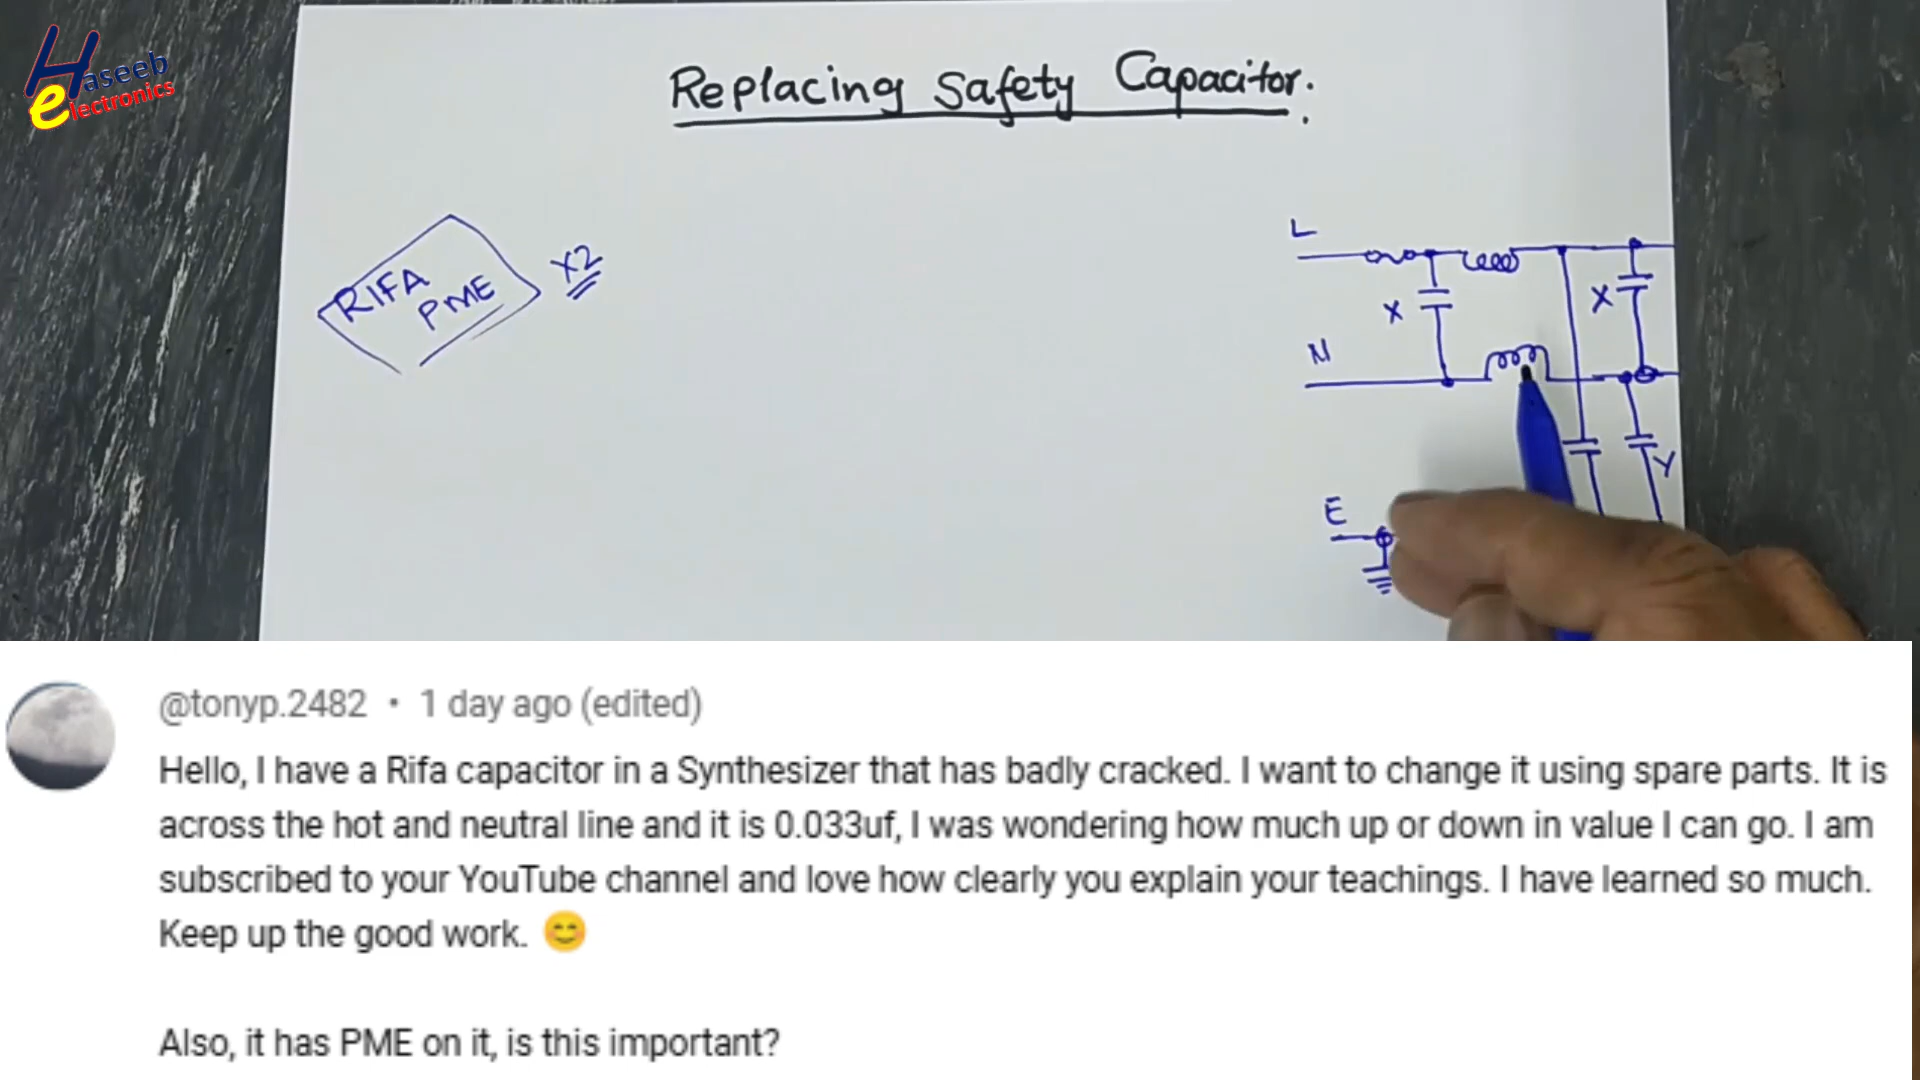 Haseeb
electronics
Replacing Safety Capacitor.
RIFA
PME
X2
L
X
X
N
Y
E
@tonyp.2482 • 1 day ago (edited)
Hello, I have a Rifa capacitor in a Synthesizer that has badly cracked. I want to change it using spare parts. It is
across the hot and neutral line and it is 0.033uf, I was wondering how much up or down in value I can go. I am
subscribed to your YouTube channel and love how clearly you explain your teachings. I have learned so much.
Keep up the good work. 😊
Also, it has PME on it, is this important?